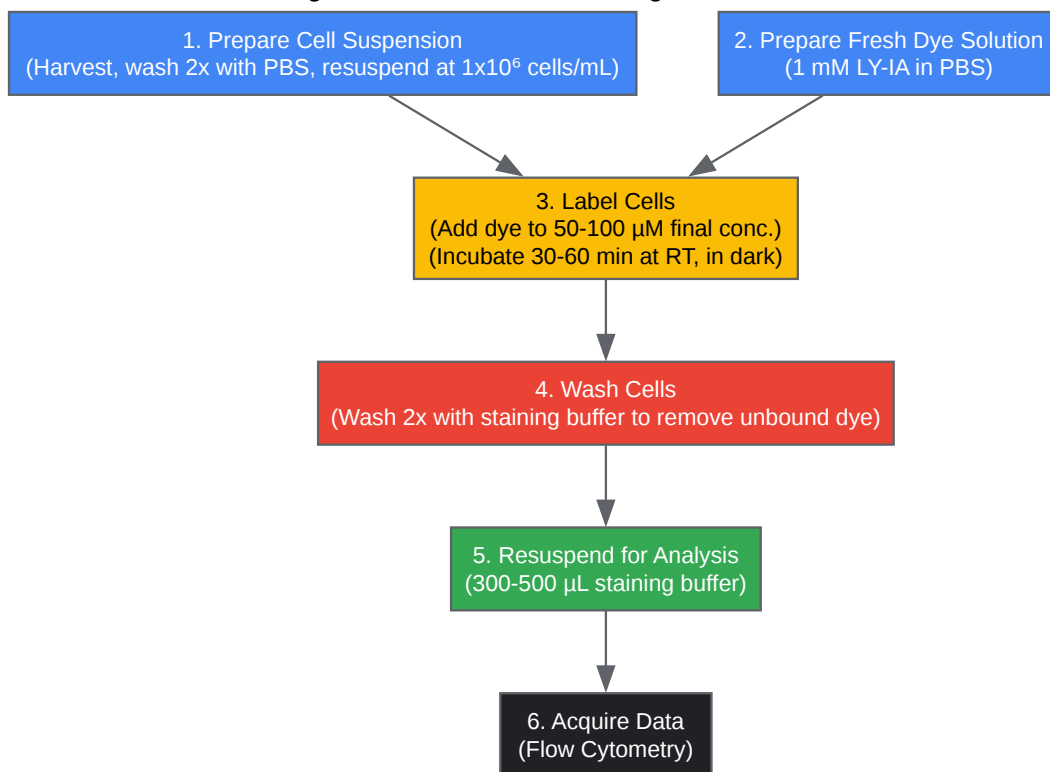 1. Prepare Cell Suspension
(Harvest, wash 2x with PBS, resuspend at 1x10⁶ cells/mL)
2. Prepare Fresh Dye Solution
(1 mM LY-IA in PBS)
3. Label Cells
(Add dye to 50-100 µM final conc.)
(Incubate 30-60 min at RT, in dark)
4. Wash Cells
(Wash 2x with staining buffer to remove unbound dye)
5. Resuspend for Analysis
(300-500 µL staining buffer)
6. Acquire Data
(Flow Cytometry)